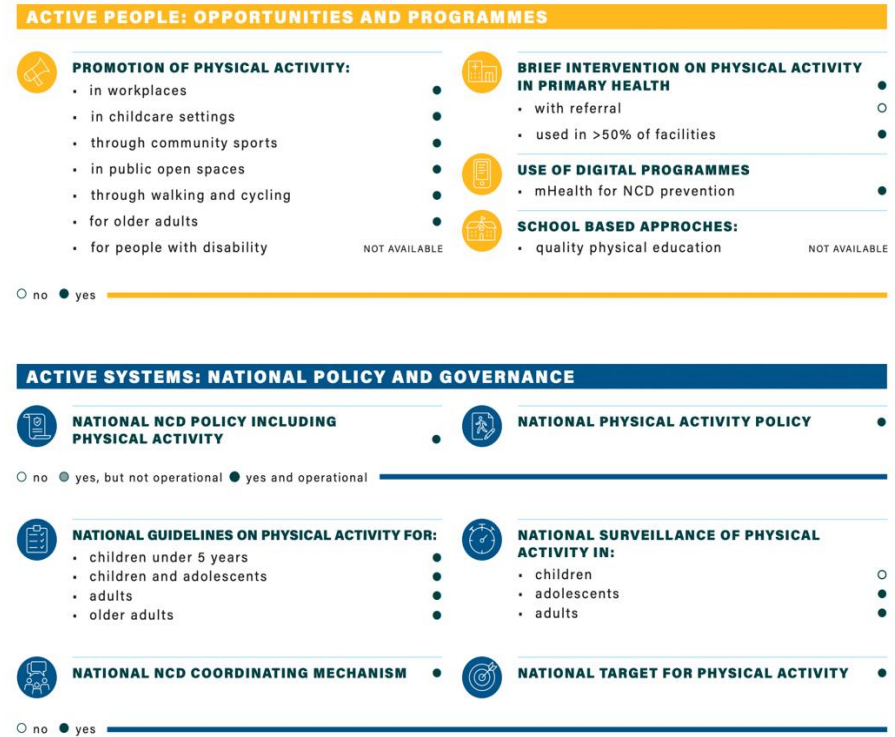 ACTIVE PEOPLE: OPPORTUNITIES AND PROGRAMMES
PROMOTION OF PHYSICAL ACTIVITY:
• in workplaces
• in childcare settings
• through community sports
• in public open spaces
• through walking and cycling
• for older adults
• for people with disability NOT AVAILABLE
BRIEF INTERVENTION ON PHYSICAL ACTIVITY
IN PRIMARY HEALTH
• with referral
• used in >50% of facilities
USE OF DIGITAL PROGRAMMES
• mHealth for NCD prevention
SCHOOL BASED APPROCHES:
• quality physical education NOT AVAILABLE
no yes
ACTIVE SYSTEMS: NATIONAL POLICY AND GOVERNANCE
NATIONAL NCD POLICY INCLUDING
PHYSICAL ACTIVITY
NATIONAL PHYSICAL ACTIVITY POLICY
no yes, but not operational yes and operational
NATIONAL GUIDELINES ON PHYSICAL ACTIVITY FOR:
• children under 5 years
• children and adolescents
• adults
• older adults
NATIONAL SURVEILLANCE OF PHYSICAL
ACTIVITY IN:
• children
• adolescents
• adults
NATIONAL NCD COORDINATING MECHANISM
NATIONAL TARGET FOR PHYSICAL ACTIVITY
no yes